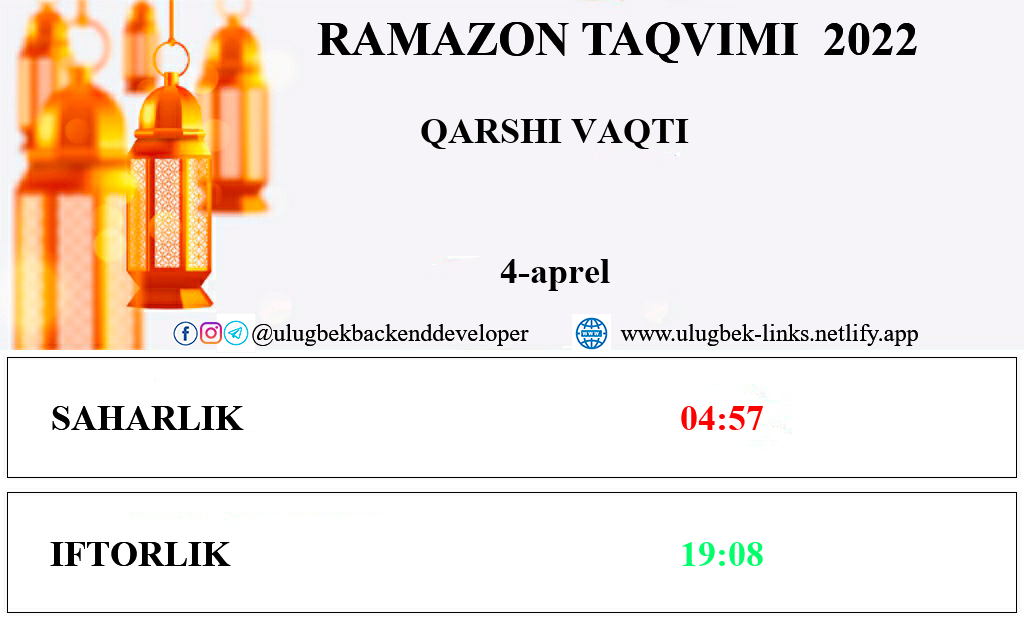 RAMAZON TAQVIMI 2022
QARSHI VAQTI
4-aprel
@ulugbekbackenddeveloper www.ulugbek-links.netlify.app
SAHARLIK 04:57
IFTORLIK 19:08